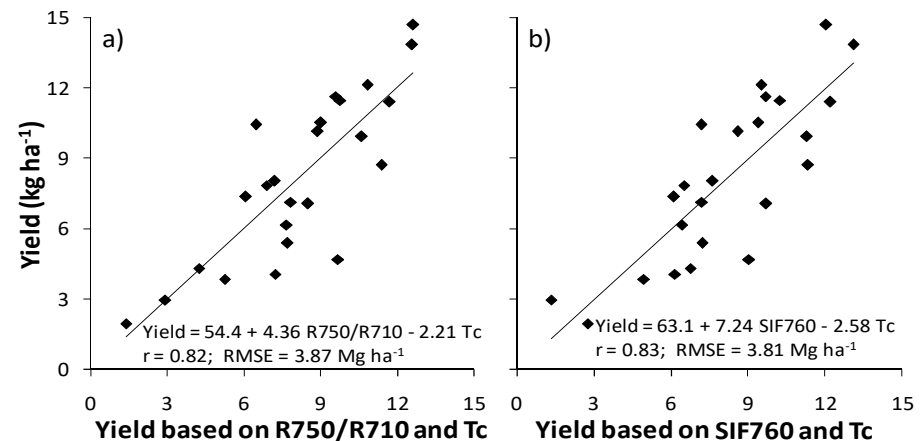 a)
Yield (kg ha⁻¹)
15
12
9
6
3
0
Yield = 54.4 + 4.36 R750/R710 - 2.21 Tc
r = 0.82; RMSE = 3.87 Mg ha⁻¹
0 3 6 9 12 15
Yield based on R750/R710 and Tc
b)
Yield = 63.1 + 7.24 SIF760 - 2.58 Tc
r = 0.83; RMSE = 3.81 Mg ha⁻¹
0 3 6 9 12 15
Yield based on SIF760 and Tc